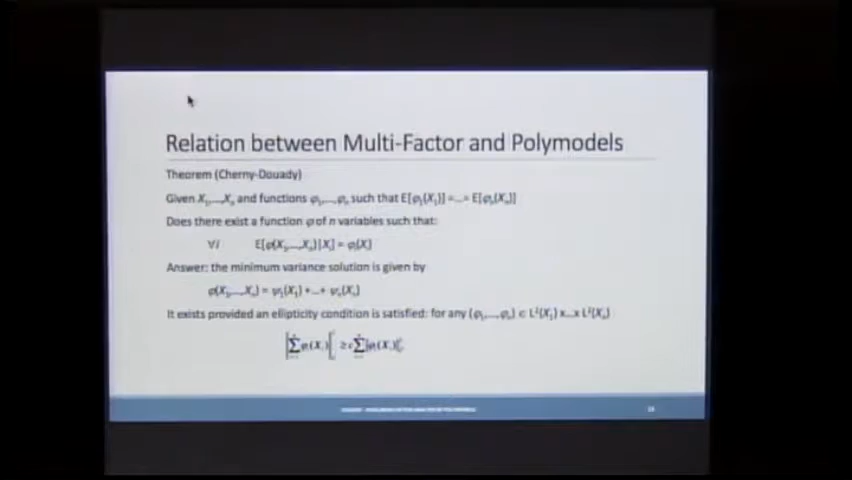 Relation between Multi-Factor and Polymodels
Theorem (Cherny-Douady)
Given X₁,...,Xₙ and functions φ₁,...,φₙ such that E[φ₁(X₁)] =...= E[φₙ(Xₙ)]
Does there exist a function φ of n variables such that:
∀i E[φ(X₁,...,Xₙ)|Xᵢ] = φᵢ(Xᵢ)
Answer: the minimum variance solution is given by
φ(X₁,...,Xₙ) = ψ₁(X₁) +...+ ψₙ(Xₙ)
It exists provided an ellipticity condition is satisfied: for any (φ₁,...,φₙ) ∈ L²(X₁) x...x L²(Xₙ)